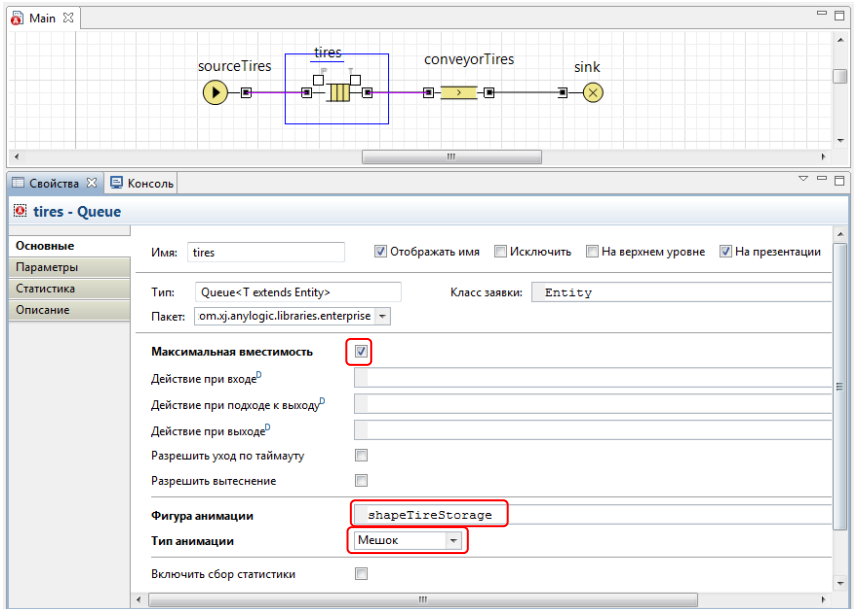 Main
sourceTires
tires
conveyorTires
sink
Свойства
Консоль
tires - Queue
Основные
Параметры
Статистика
Описание
Имя: tires Отображать имя Исключить На верхнем уровне На презентации
Тип: Queue<T extends Entity> Класс заявки: Entity
Пакет: om.xj.anylogic.libraries.enterprise
Максимальная вместимость
Действие при входеD
Действие при подходе к выходуD
Действие при выходеD
Разрешить уход по таймауту
Разрешить вытеснение
Фигура анимации shapeTireStorage
Тип анимации Мешок
Включить сбор статистики